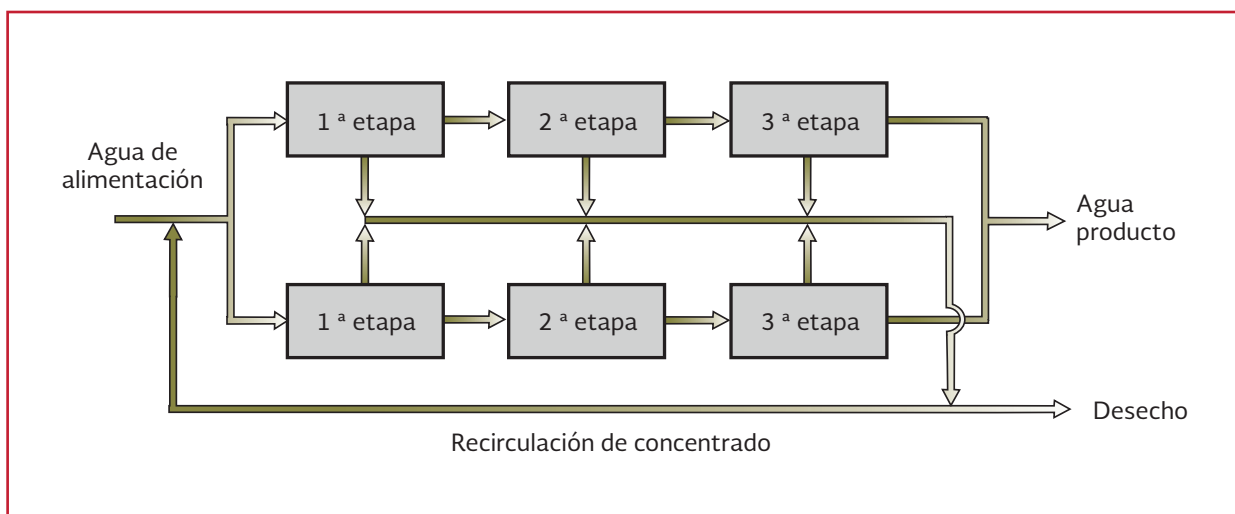 1 ª etapa
2 ª etapa
3 ª etapa
Agua de
alimentación
Agua
producto
1 ª etapa
2 ª etapa
3 ª etapa
Desecho
Recirculación de concentrado